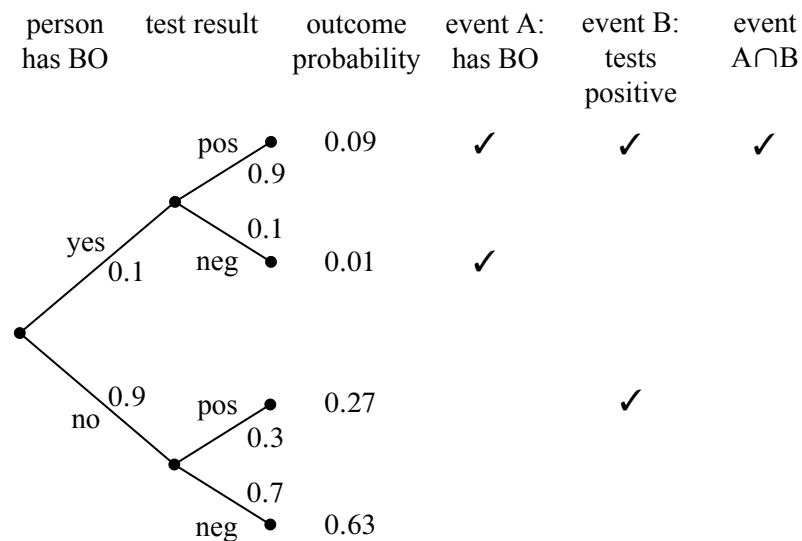 person
has BO
test result
outcome
probability
event A:
has BO
event B:
tests
positive
event
A∩B
pos
0.09
✓
✓
✓
0.9
yes
0.1
0.1
neg
0.01
✓
0.9
no
pos
0.27
✓
0.3
0.7
neg
0.63